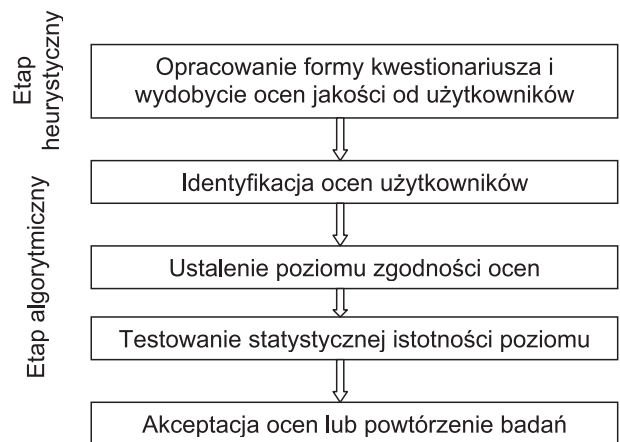 Etap
heurystyczny
Opracowanie formy kwestionariusza i
wydobycie ocen jakości od użytkowników
Etap algorytmiczny
Identyfikacja ocen użytkowników
Ustalenie poziomu zgodności ocen
Testowanie statystycznej istotności poziomu
Akceptacja ocen lub powtórzenie badań